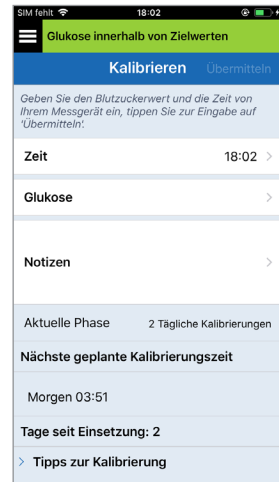 SIM fehlt 18:02
Glukose innerhalb von Zielwerten
Kalibrieren Übermitteln
Geben Sie den Blutzuckerwert und die Zeit von
Ihrem Messgerät ein, tippen Sie zur Eingabe auf
'Übermitteln'.
Zeit 18:02 >
Glukose >
Notizen >
Aktuelle Phase 2 Tägliche Kalibrierungen
Nächste geplante Kalibrierungszeit
Morgen 03:51
Tage seit Einsetzung: 2
> Tipps zur Kalibrierung